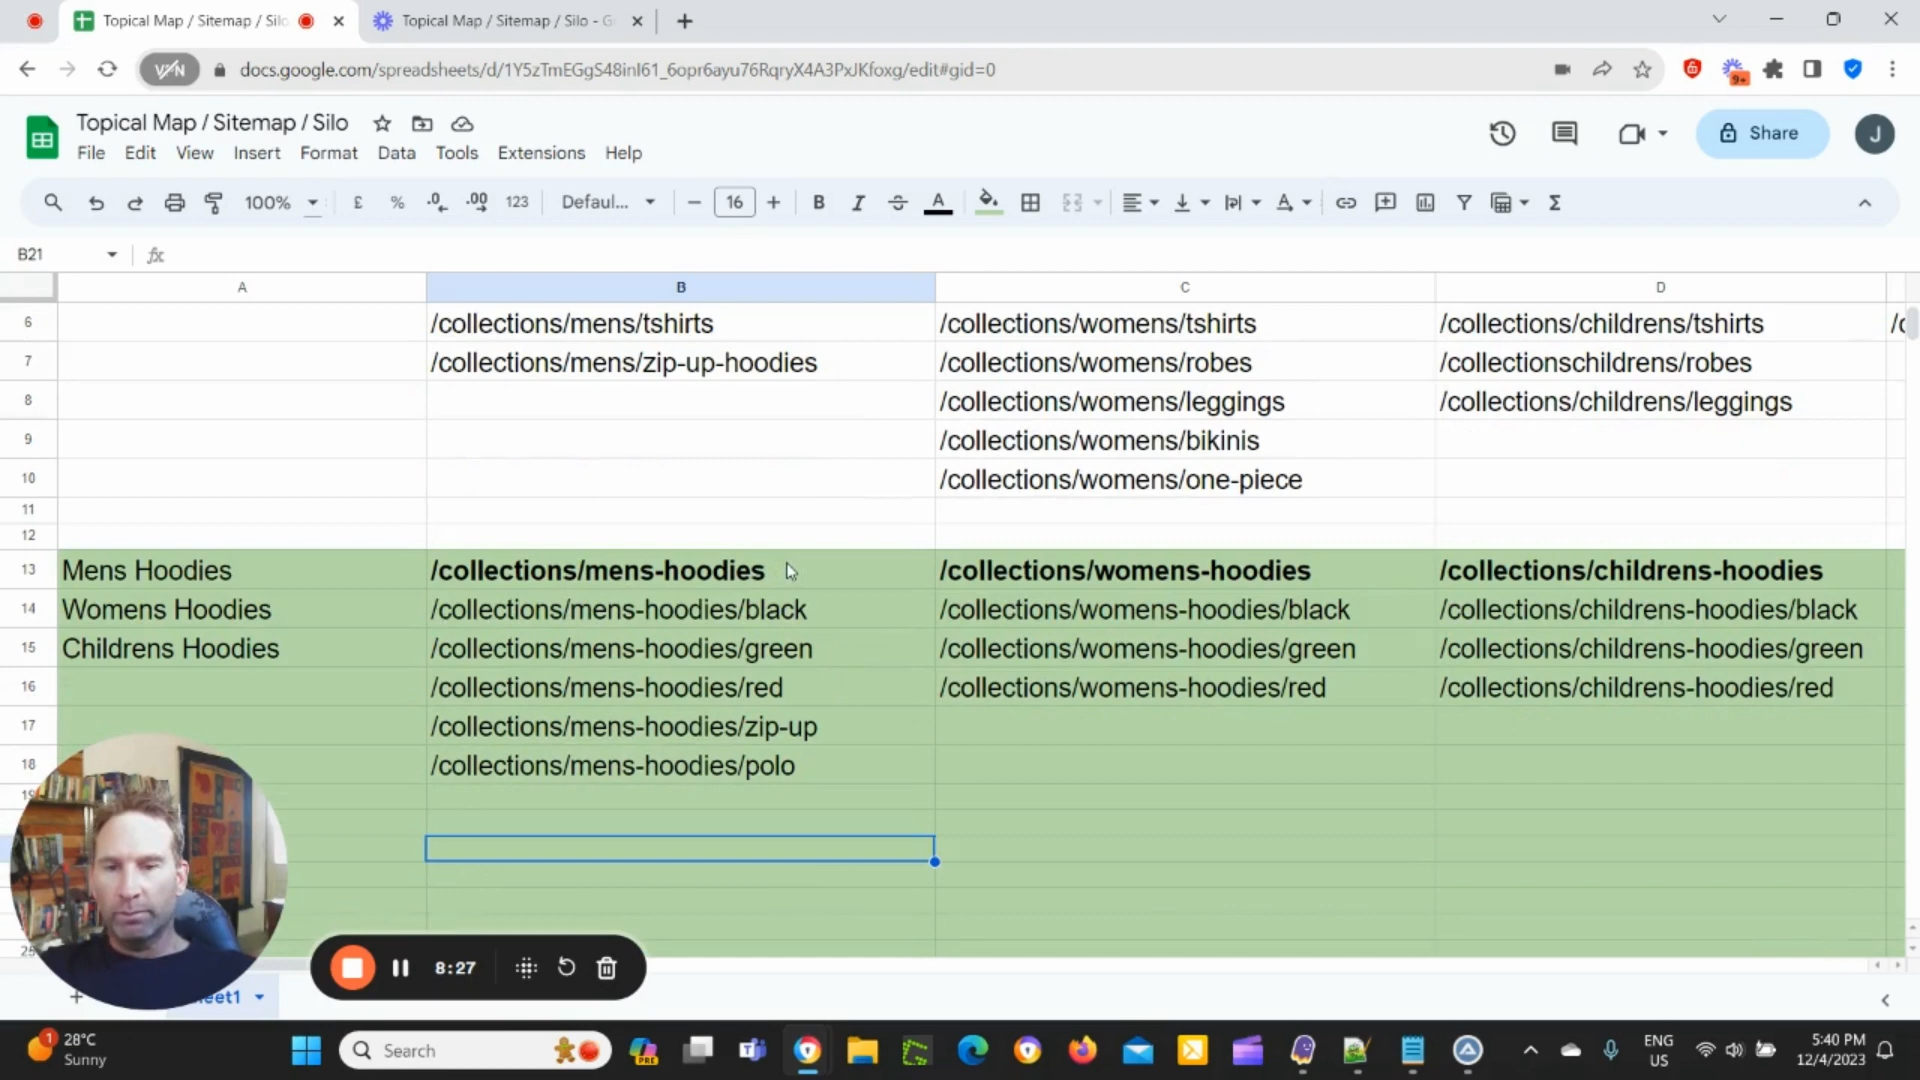 Topical Map / Sitemap / Silo
Topical Map / Sitemap / Silo - G
V/N
docs.google.com/spreadsheets/d/1Y5zTmEGgS48inI61_6opr6ayu76RqryX4A3PxJKfoxg/edit#gid=0
9+
Topical Map / Sitemap / Silo
Share
J
File Edit View Insert Format Data Tools Extensions Help
100% £ % .0 .00 123 Defaul... 16 B I A
B21 fx
A B C D
6 /collections/mens/tshirts /collections/womens/tshirts /collections/childrens/tshirts /c
7 /collections/mens/zip-up-hoodies /collections/womens/robes /collectionschildrens/robes
8 /collections/womens/leggings /collections/childrens/leggings
9 /collections/womens/bikinis
10 /collections/womens/one-piece
11
12
13 Mens Hoodies /collections/mens-hoodies /collections/womens-hoodies /collections/childrens-hoodies
14 Womens Hoodies /collections/mens-hoodies/black /collections/womens-hoodies/black /collections/childrens-hoodies/black
15 Childrens Hoodies /collections/mens-hoodies/green /collections/womens-hoodies/green /collections/childrens-hoodies/green
16 /collections/mens-hoodies/red /collections/womens-hoodies/red /collections/childrens-hoodies/red
17 /collections/mens-hoodies/zip-up
18 /collections/mens-hoodies/polo
19
25
8:27
eet1
1 28°C
Sunny
Search
PRE
ENG
US
5:40 PM
12/4/2023